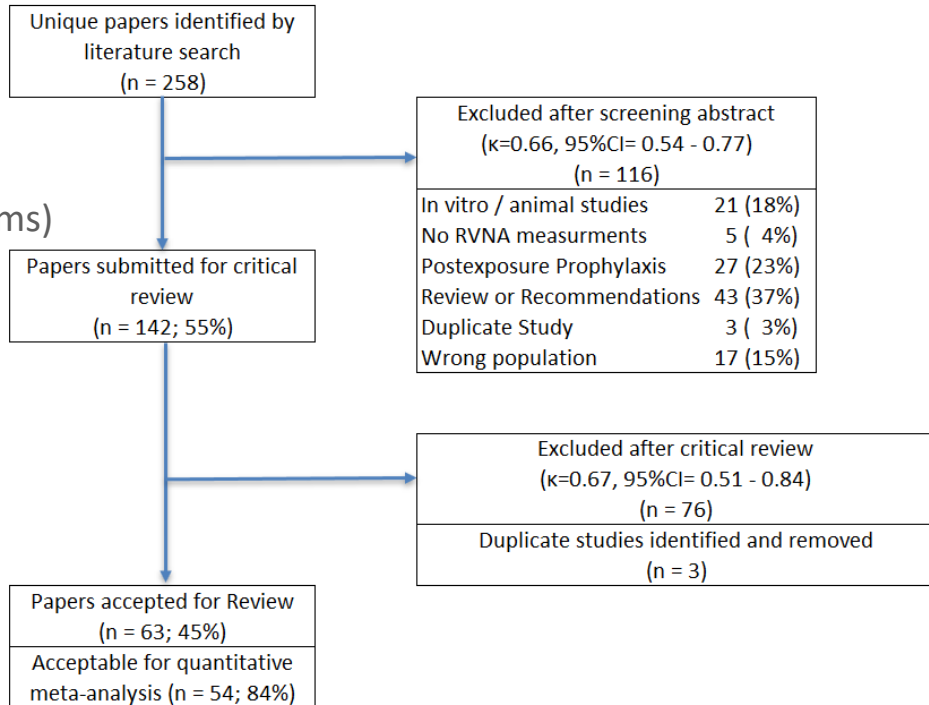 Unique papers identified by
literature search
(n = 258)
Excluded after screening abstract
(κ=0.66, 95%CI= 0.54 - 0.77)
(n = 116)
In vitro / animal studies 21 (18%)
No RVNA measurments 5 ( 4%)
Postexposure Prophylaxis 27 (23%)
Review or Recommendations 43 (37%)
Duplicate Study 3 ( 3%)
Wrong population 17 (15%)
ms)
Papers submitted for critical
review
(n = 142; 55%)
Excluded after critical review
(κ=0.67, 95%CI= 0.51 - 0.84)
(n = 76)
Duplicate studies identified and removed
(n = 3)
Papers accepted for Review
(n = 63; 45%)
Acceptable for quantitative
meta-analysis (n = 54; 84%)